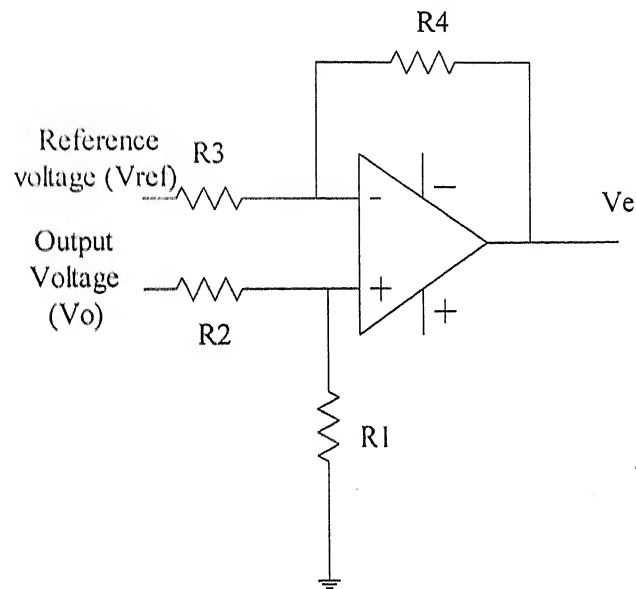 R4
Reference
voltage (Vref)
R3
-
-
Ve
Output
Voltage
(Vo)
+
+
R2
R1